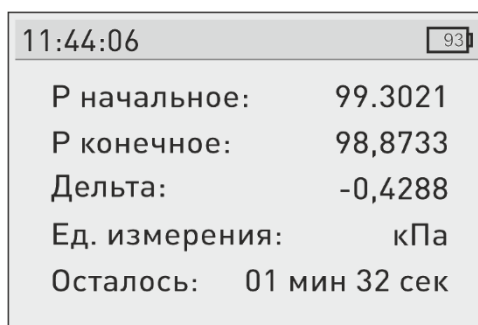 11:44:06 93
Р начальное: 99.3021
Р конечное: 98,8733
Дельта: -0,4288
Ед. измерения: кПа
Осталось: 01 мин 32 сек